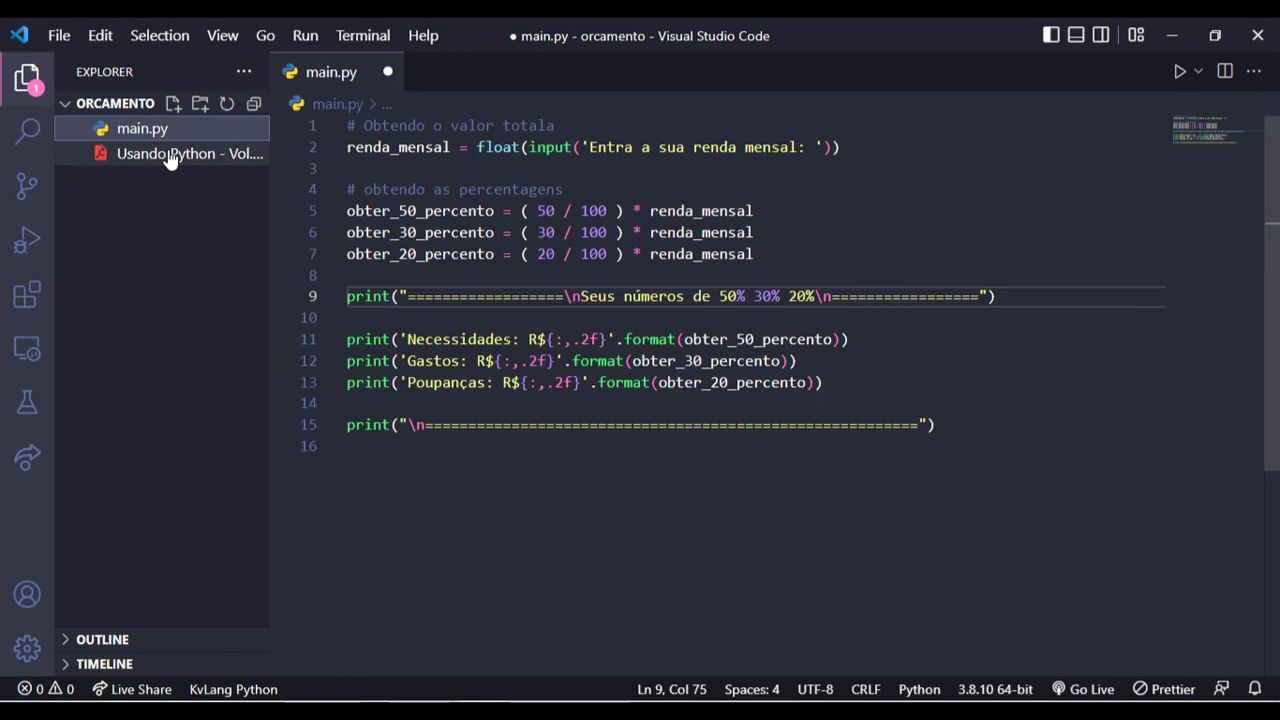 File Edit Selection View Go Run Terminal Help ● main.py - orcamento - Visual Studio Code
EXPLORER
main.py
ORCAMENTO
main.py
UsandoPython - Vol....
main.py > ...
1 # Obtendo o valor totala
2 renda_mensal = float(input('Entra a sua renda mensal: '))
3
4 # obtendo as percentagens
5 obter_50_percento = ( 50 / 100 ) * renda_mensal
6 obter_30_percento = ( 30 / 100 ) * renda_mensal
7 obter_20_percento = ( 20 / 100 ) * renda_mensal
8
9 print("==================\nSeus números de 50% 30% 20%\n=================")
10
11 print('Necessidades: R${:,.2f}'.format(obter_50_percento))
12 print('Gastos: R${:,.2f}'.format(obter_30_percento))
13 print('Poupanças: R${:,.2f}'.format(obter_20_percento))
14
15 print("\n=========================================================")
16
1
OUTLINE
TIMELINE
0 0 Live Share KvLang Python Ln 9, Col 75 Spaces: 4 UTF-8 CRLF Python 3.8.10 64-bit Go Live Prettier